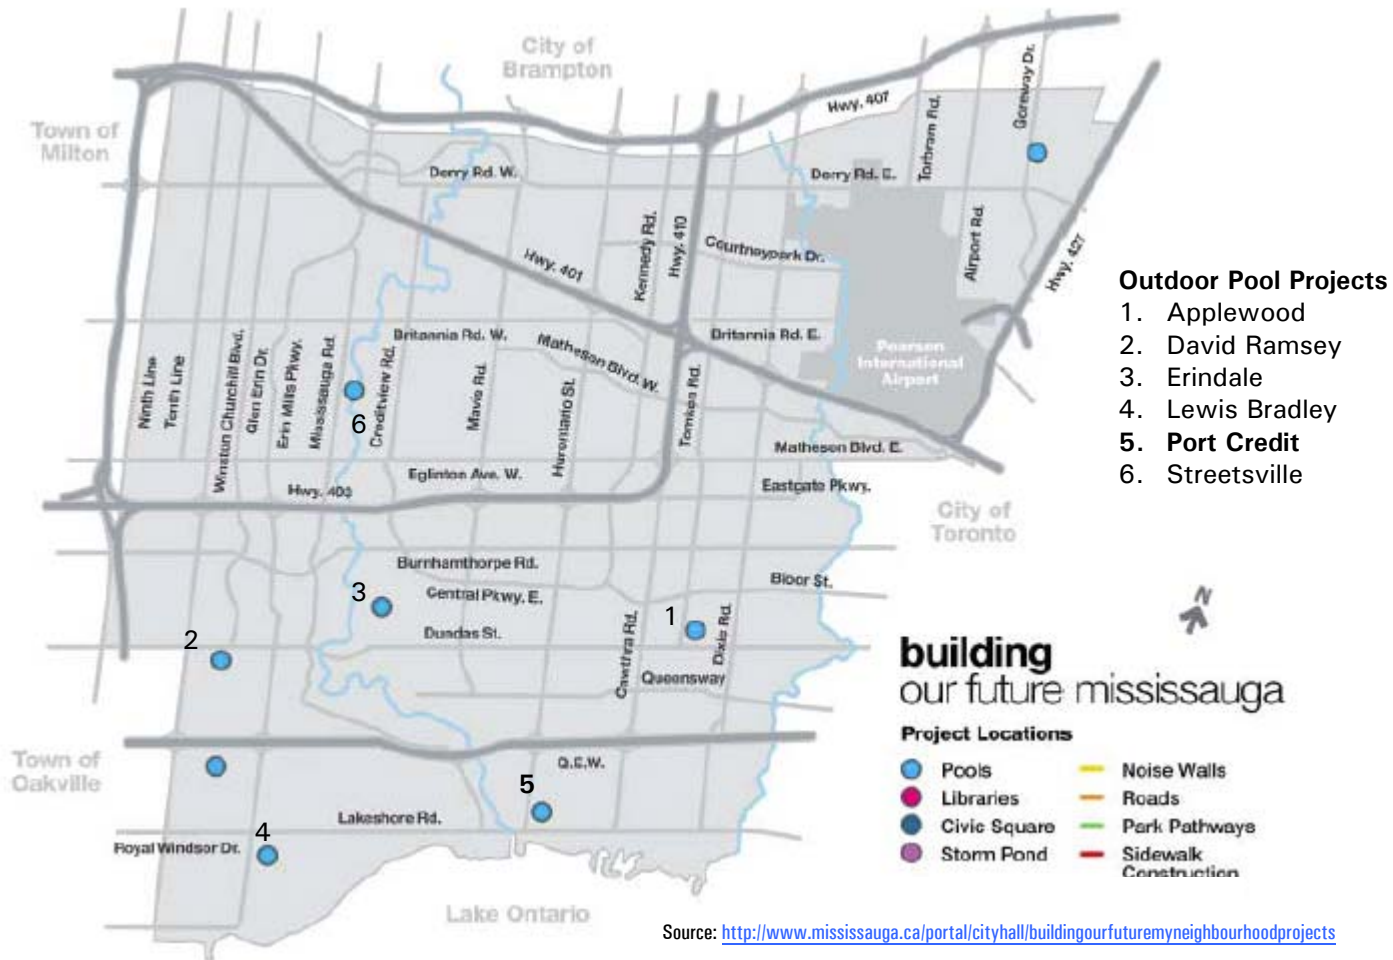 City of
Brampton
Town of
Milton
Hwy. 407
Goreway Dr.
Torbram Rd.
Derry Rd. W.
Derry Rd. E.
Airport Rd.
Hwy. 427
Kennedy Rd.
Hwy. 410
Courtneypark Dr.
Hwy. 401
Outdoor Pool Projects
1. Applewood
2. David Ramsey
3. Erindale
4. Lewis Bradley
5. Port Credit
6. Streetsville
Britannia Rd. W.
Matheson Blvd. W.
Britannia Rd. E.
Pearson
International
Airport
Ninth Line
Tenth Line
Winston Churchill Blvd.
Glen Erin Dr.
Erin Mills Pkwy.
Mississauga Rd.
6
Creditview Rd.
Mavis Rd.
Hurontario St.
Tomken Rd.
Matheson Blvd. E.
Eglinton Ave. W.
Hwy. 403
Eastgate Pkwy.
City of
Toronto
Burnhamthorpe Rd.
Bloor St.
3
Central Pkwy. E.
1
Dundas St.
2
Cawthra Rd.
Dixie Rd.
Queensway
N
building
our future mississauga
Town of
Oakville
Q.E.W.
5
Lakeshore Rd.
4
Royal Windsor Dr.
Lake Ontario
Project Locations
Pools
Libraries
Civic Square
Storm Pond
Noise Walls
Roads
Park Pathways
Sidewalk
Construction
Source: http://www.mississauga.ca/portal/cityhall/buildingourfuturemyneighbourhoodprojects